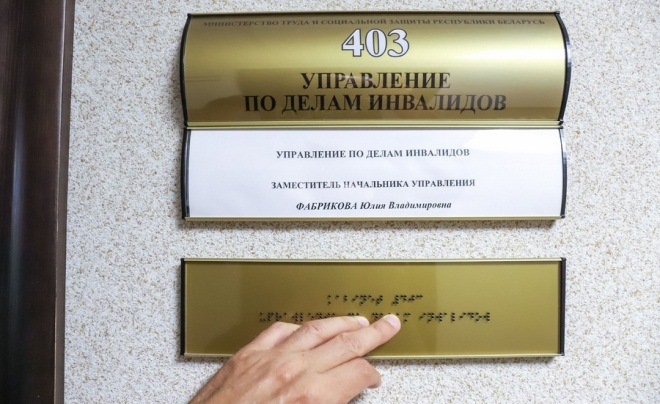 МИНИСТЕРСТВО ТРУДА И СОЦИАЛЬНОЙ ЗАЩИТЫ РЕСПУБЛИКИ БЕЛАРУСЬ
403
УПРАВЛЕНИЕ
ПО ДЕЛАМ ИНВАЛИДОВ
УПРАВЛЕНИЕ ПО ДЕЛАМ ИНВАЛИДОВ
ЗАМЕСТИТЕЛЬ НАЧАЛЬНИКА УПРАВЛЕНИЯ
ФАБРИКОВА Юлия Владимировна